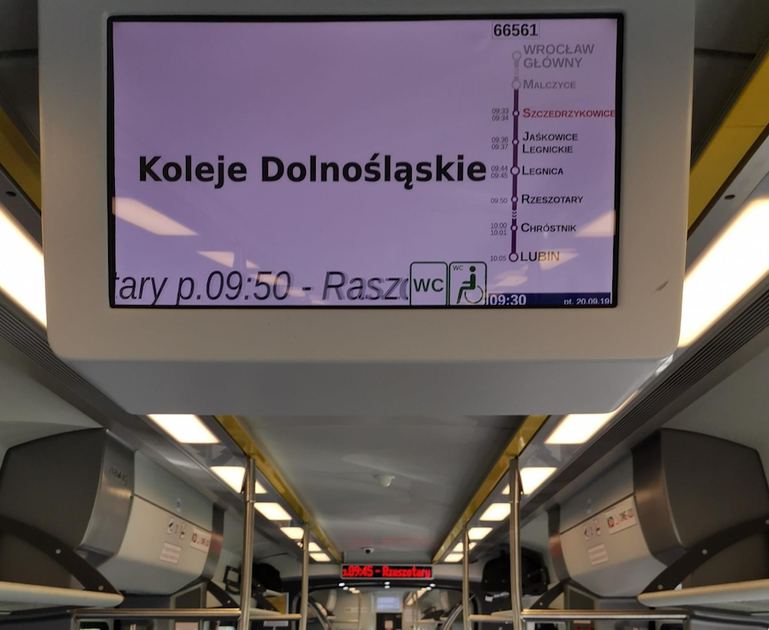 66561
WROCŁAW
GŁÓWNY
MALCZYCE
09:33
09:34
SZCZEDRZYKOWICE
09:36
09:37
JAŚKOWICE
LEGNICKIE
Koleje Dolnośląskie
09:44
09:45
LEGNICA
09:50
RZESZOTARY
10:00
10:01
CHRÓSTNIK
10:05
LUBIN
tary p.09:50 - Raszo
WC
WC
09:30
pt. 20.09.19
.09:45 - Rzeszotary